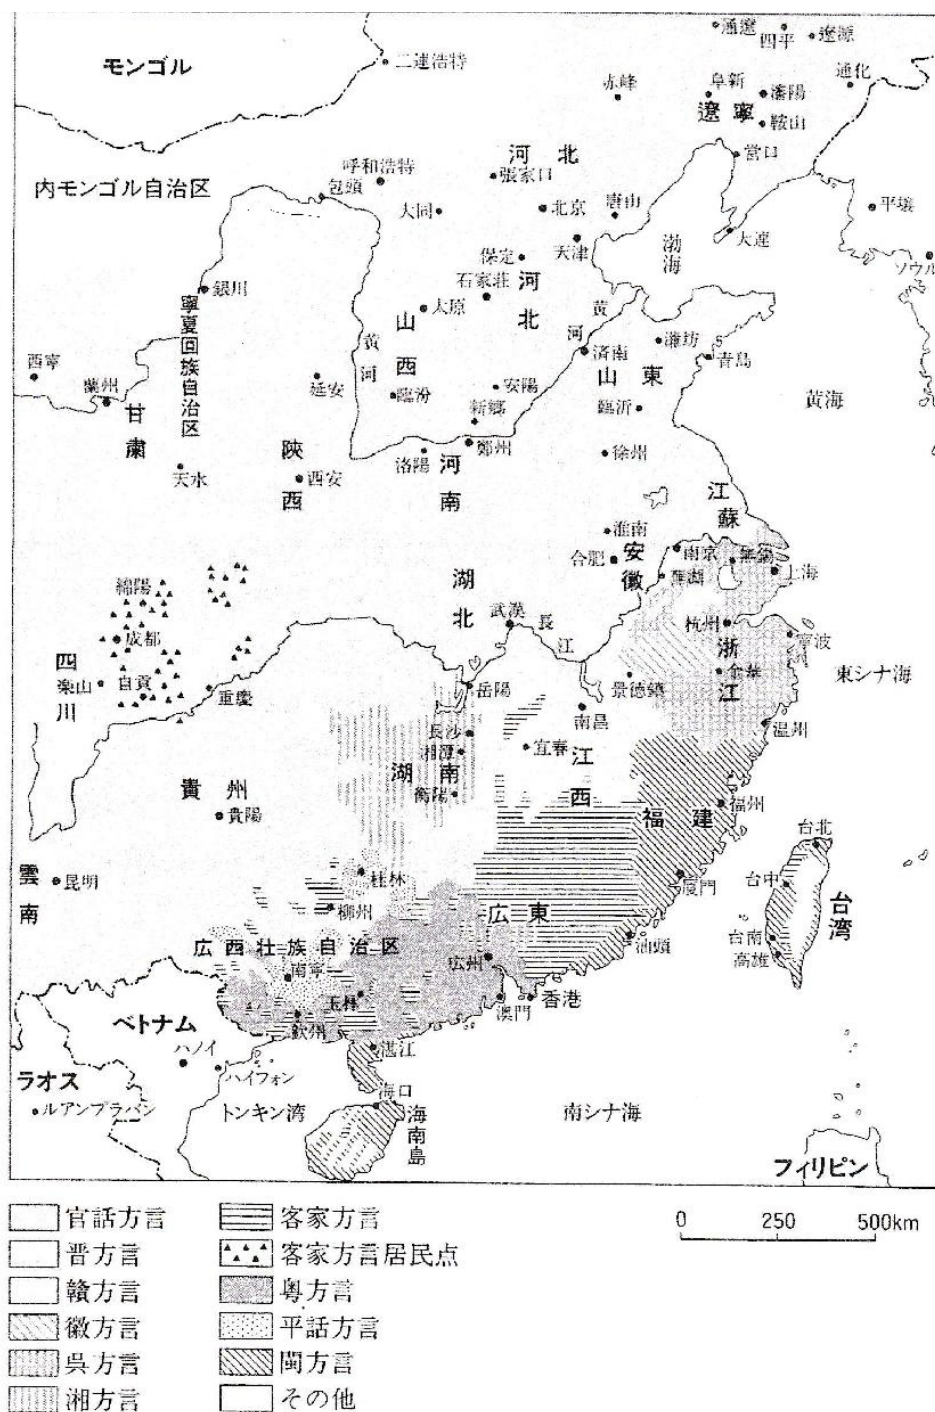 通遼
四平
遼源
モンゴル
二連浩特
通化
赤峰
阜新
瀋陽
遼寧
鞍山
河北
営口
呼和浩特
張家口
内モンゴル自治区
包頭
大同
北京
唐山
平壌
渤海
大連
天津
保定
ソウル
石家荘
河北
銀川
寧夏回族自治区
太原
山西
黄河
黄河
済南
濰坊
青島
山東
西寧
蘭州
甘粛
延安
臨汾
安陽
新郷
臨沂
黄海
鄭州
洛陽
河南
徐州
天水
陝西
西安
江蘇
淮南
合肥
安徽
南京
無錫
蕪湖
上海
湖北
綿陽
成都
武漢
長江
杭州
浙江
寧波
四川
楽山
自貢
重慶
岳陽
景徳鎮
金華
東シナ海
南昌
長沙
宜春
温州
湘潭
湖南
江西
衡陽
貴州
貴陽
福建
福州
台北
雲南
昆明
桂林
台中
厦門
台湾
柳州
広東
汕頭
台南
広西壮族自治区
高雄
南寧
広州
玉林
澳門
香港
ベトナム
欽州
ハノイ
湛江
ラオス
ハイフォン
ルアンプラバン
トンキン湾
海口
海南島
南シナ海
フィリピン
官話方言
晋方言
贛方言
徽方言
呉方言
湘方言
客家方言
客家方言居民点
粤方言
平話方言
閩方言
その他
0 250 500km